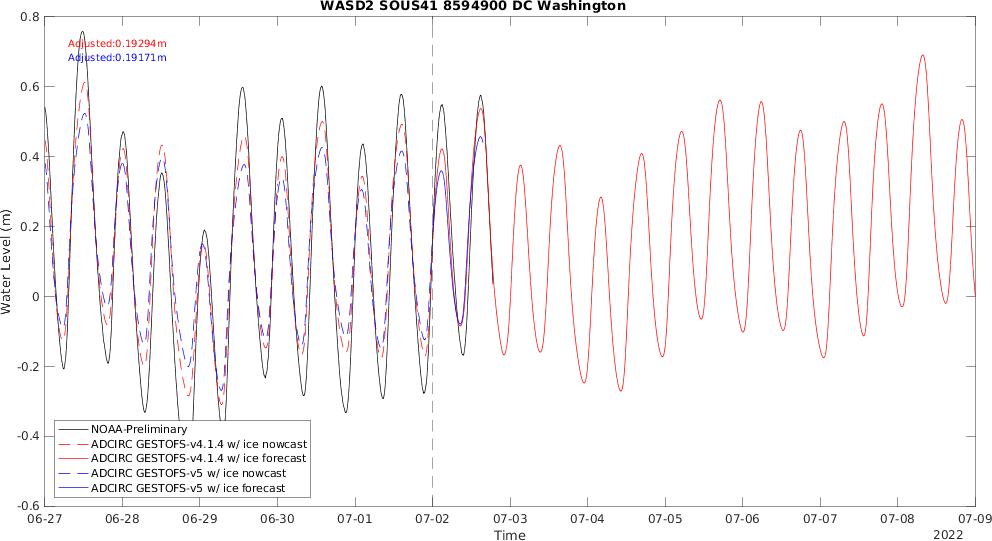 WASD2 SOUS41 8594900 DC Washington
Adjusted:0.19294m
Adjusted:0.19171m
0.8
0.6
0.4
0.2
0
-0.2
-0.4
-0.6
Water Level (m)
NOAA-Preliminary
ADCIRC GESTOFS-v4.1.4 w/ ice nowcast
ADCIRC GESTOFS-v4.1.4 w/ ice forecast
ADCIRC GESTOFS-v5 w/ ice nowcast
ADCIRC GESTOFS-v5 w/ ice forecast
06-27 06-28 06-29 06-30 07-01 07-02 07-03 07-04 07-05 07-06 07-07 07-08 07-09
Time
2022